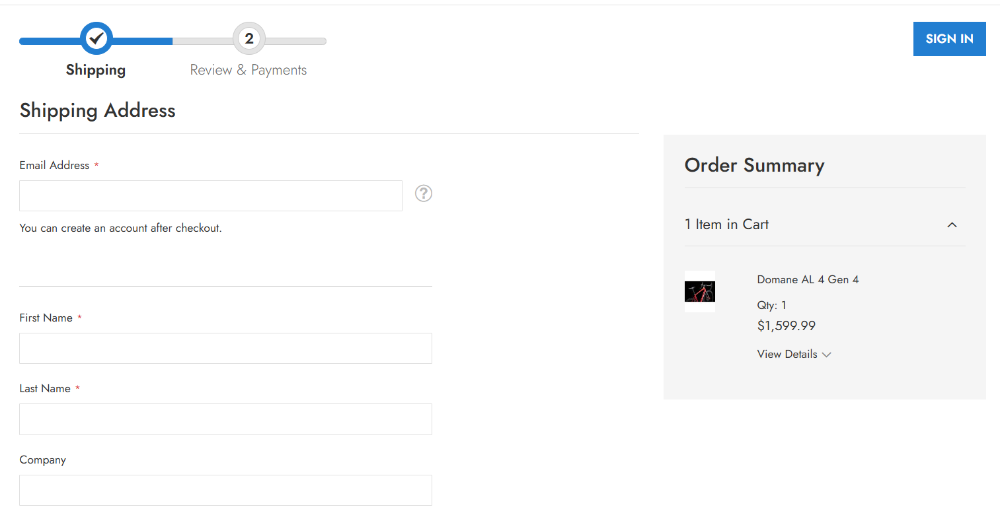 2
SIGN IN
Shipping
Review & Payments
Shipping Address
Email Address *
?
You can create an account after checkout.
First Name *
Last Name *
Company
Order Summary
1 Item in Cart
Domane AL 4 Gen 4
Qty: 1
$1,599.99
View Details